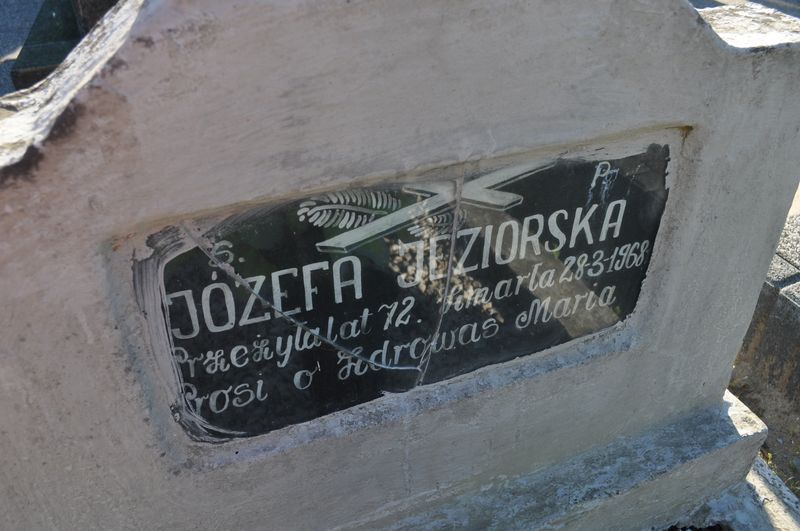 Ś. P.
JÓZEFA JEZIORSKA
Przeżyła lat 72. Zmarła 28-3-1968
Prosi o Zdrowaś Maria